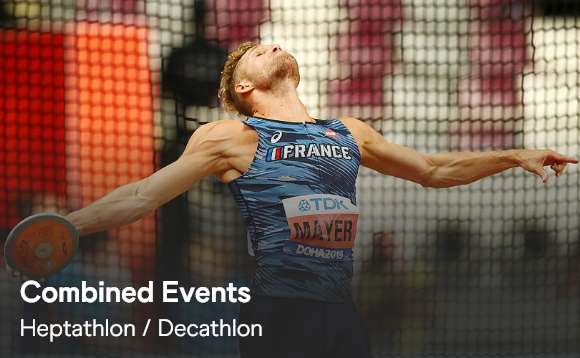 FRANCE
TDK
MAYER
DOHA2019
Combined Events
Heptathlon / Decathlon